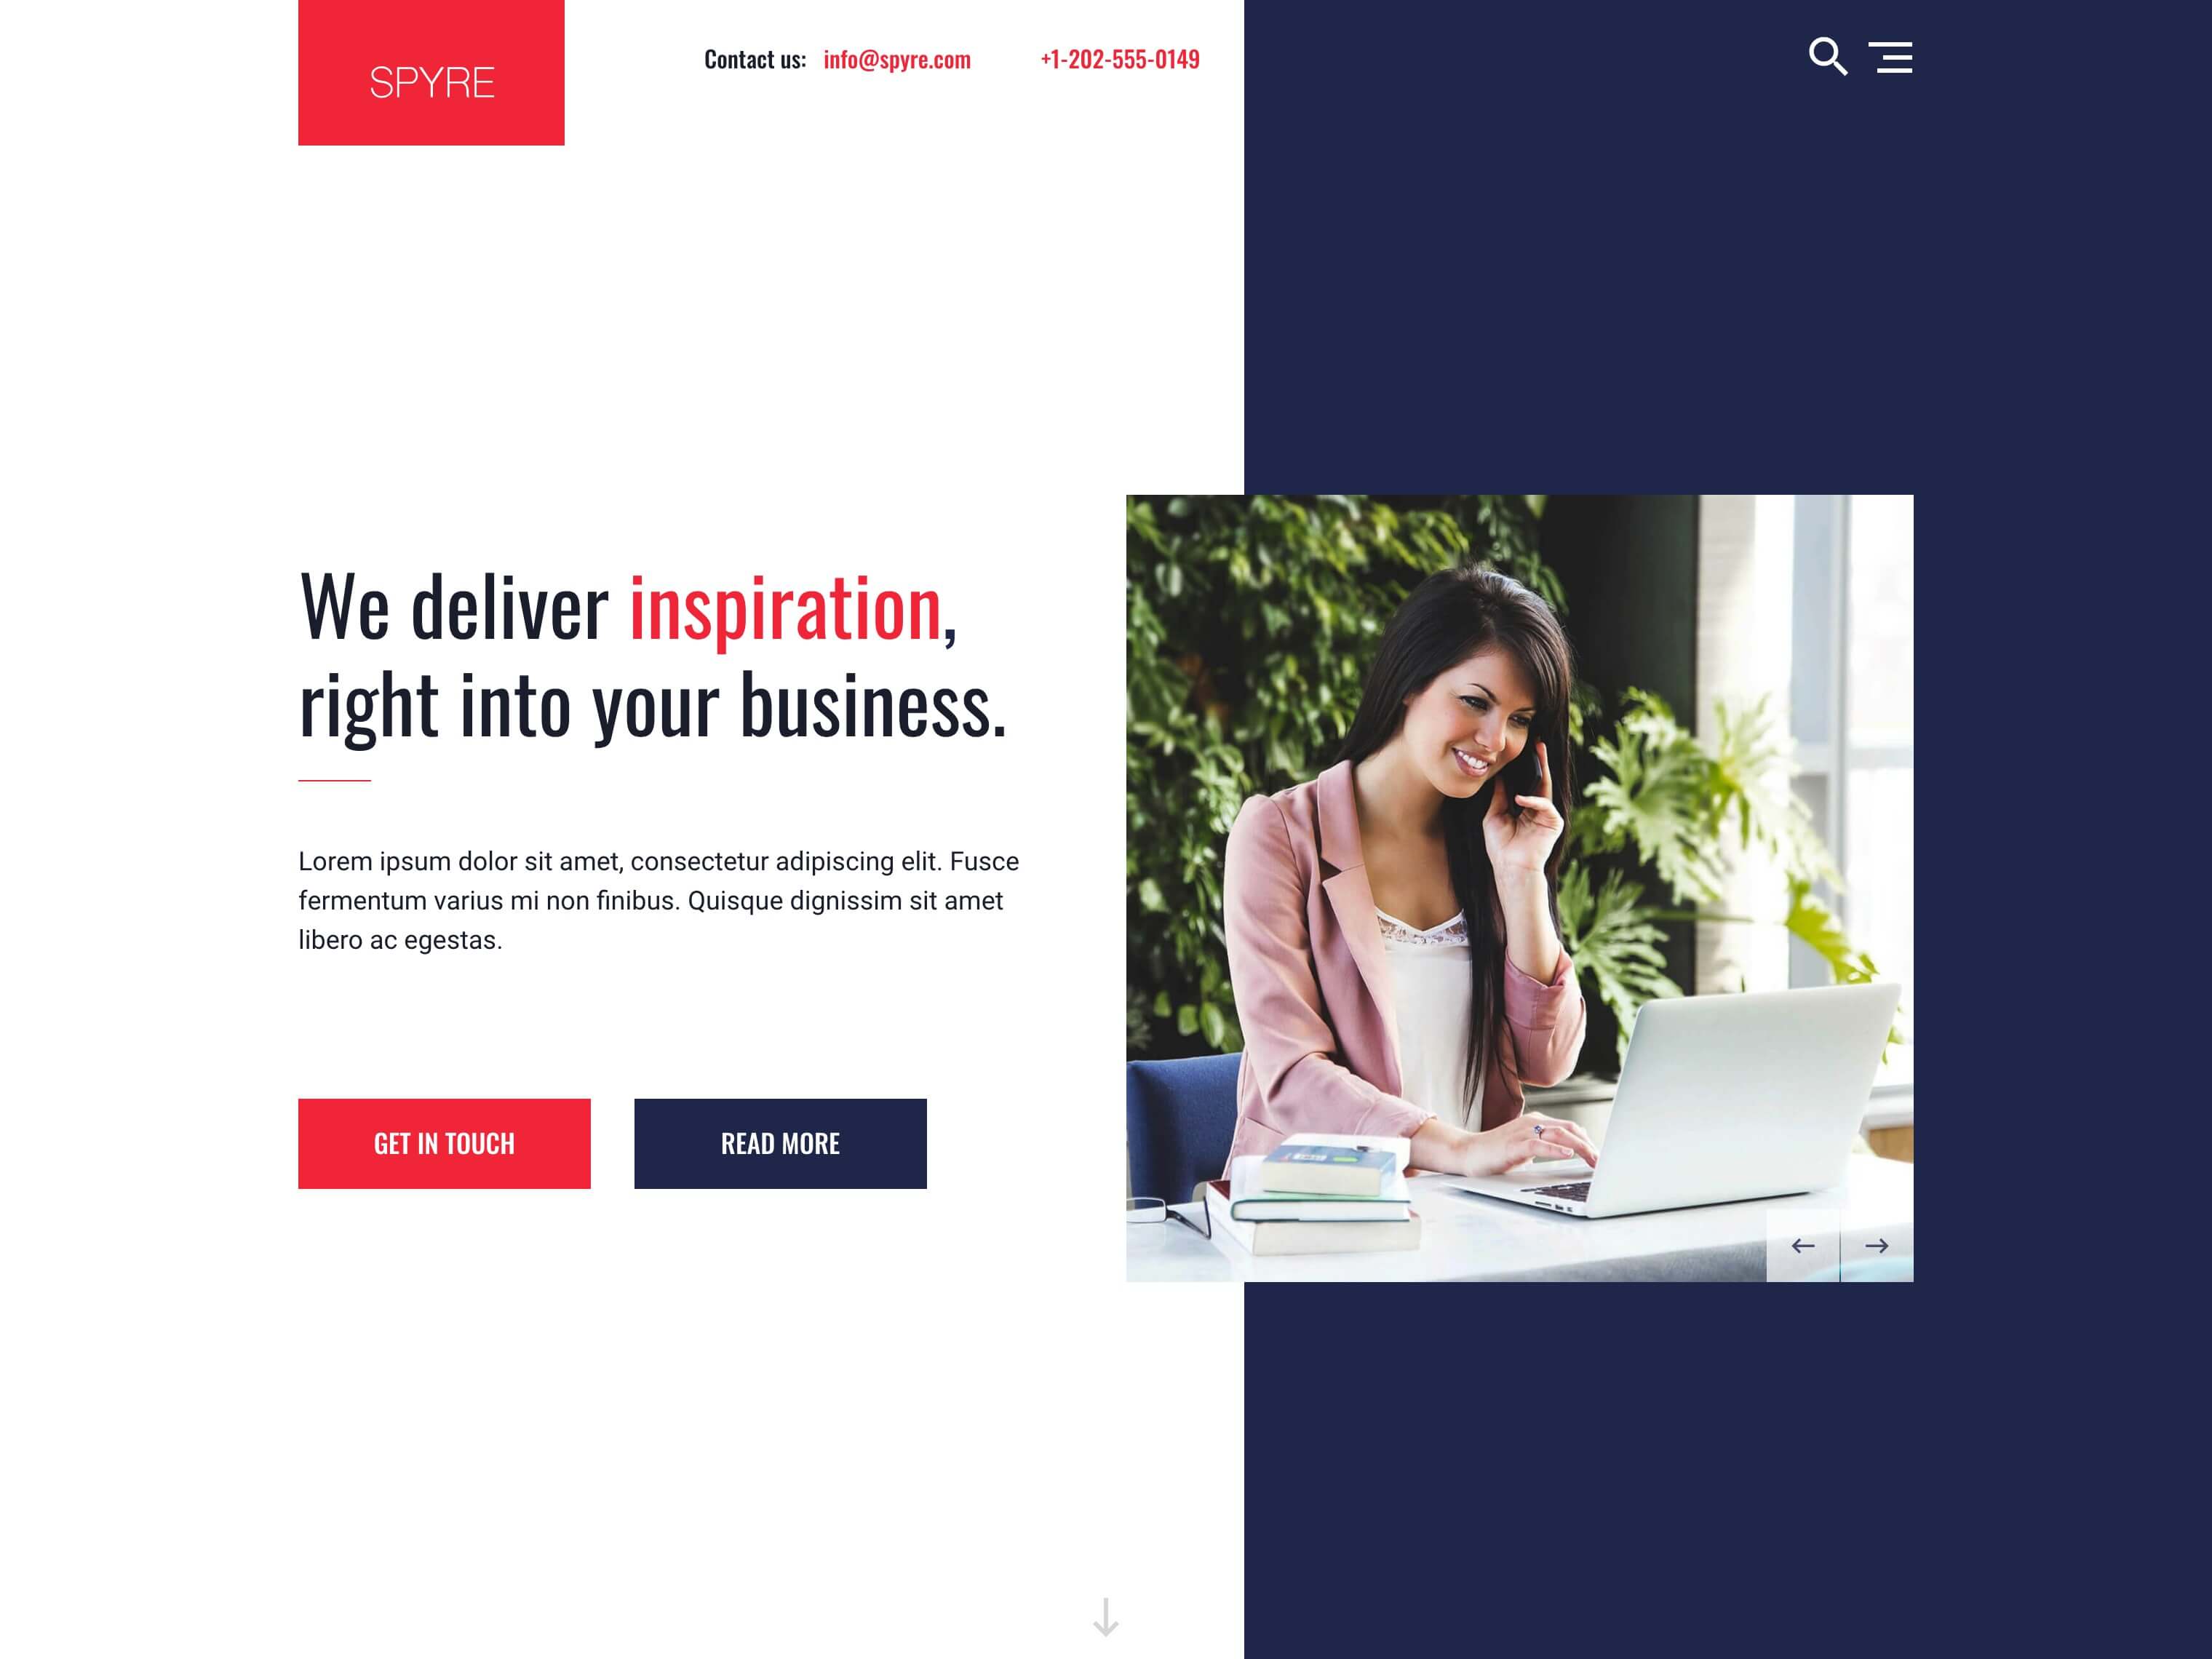 SPYRE
Contact us: info@spyre.com +1-202-555-0149
We deliver inspiration,
right into your business.
Lorem ipsum dolor sit amet, consectetur adipiscing elit. Fusce
fermentum varius mi non finibus. Quisque dignissim sit amet
libero ac egestas.
GET IN TOUCH READ MORE